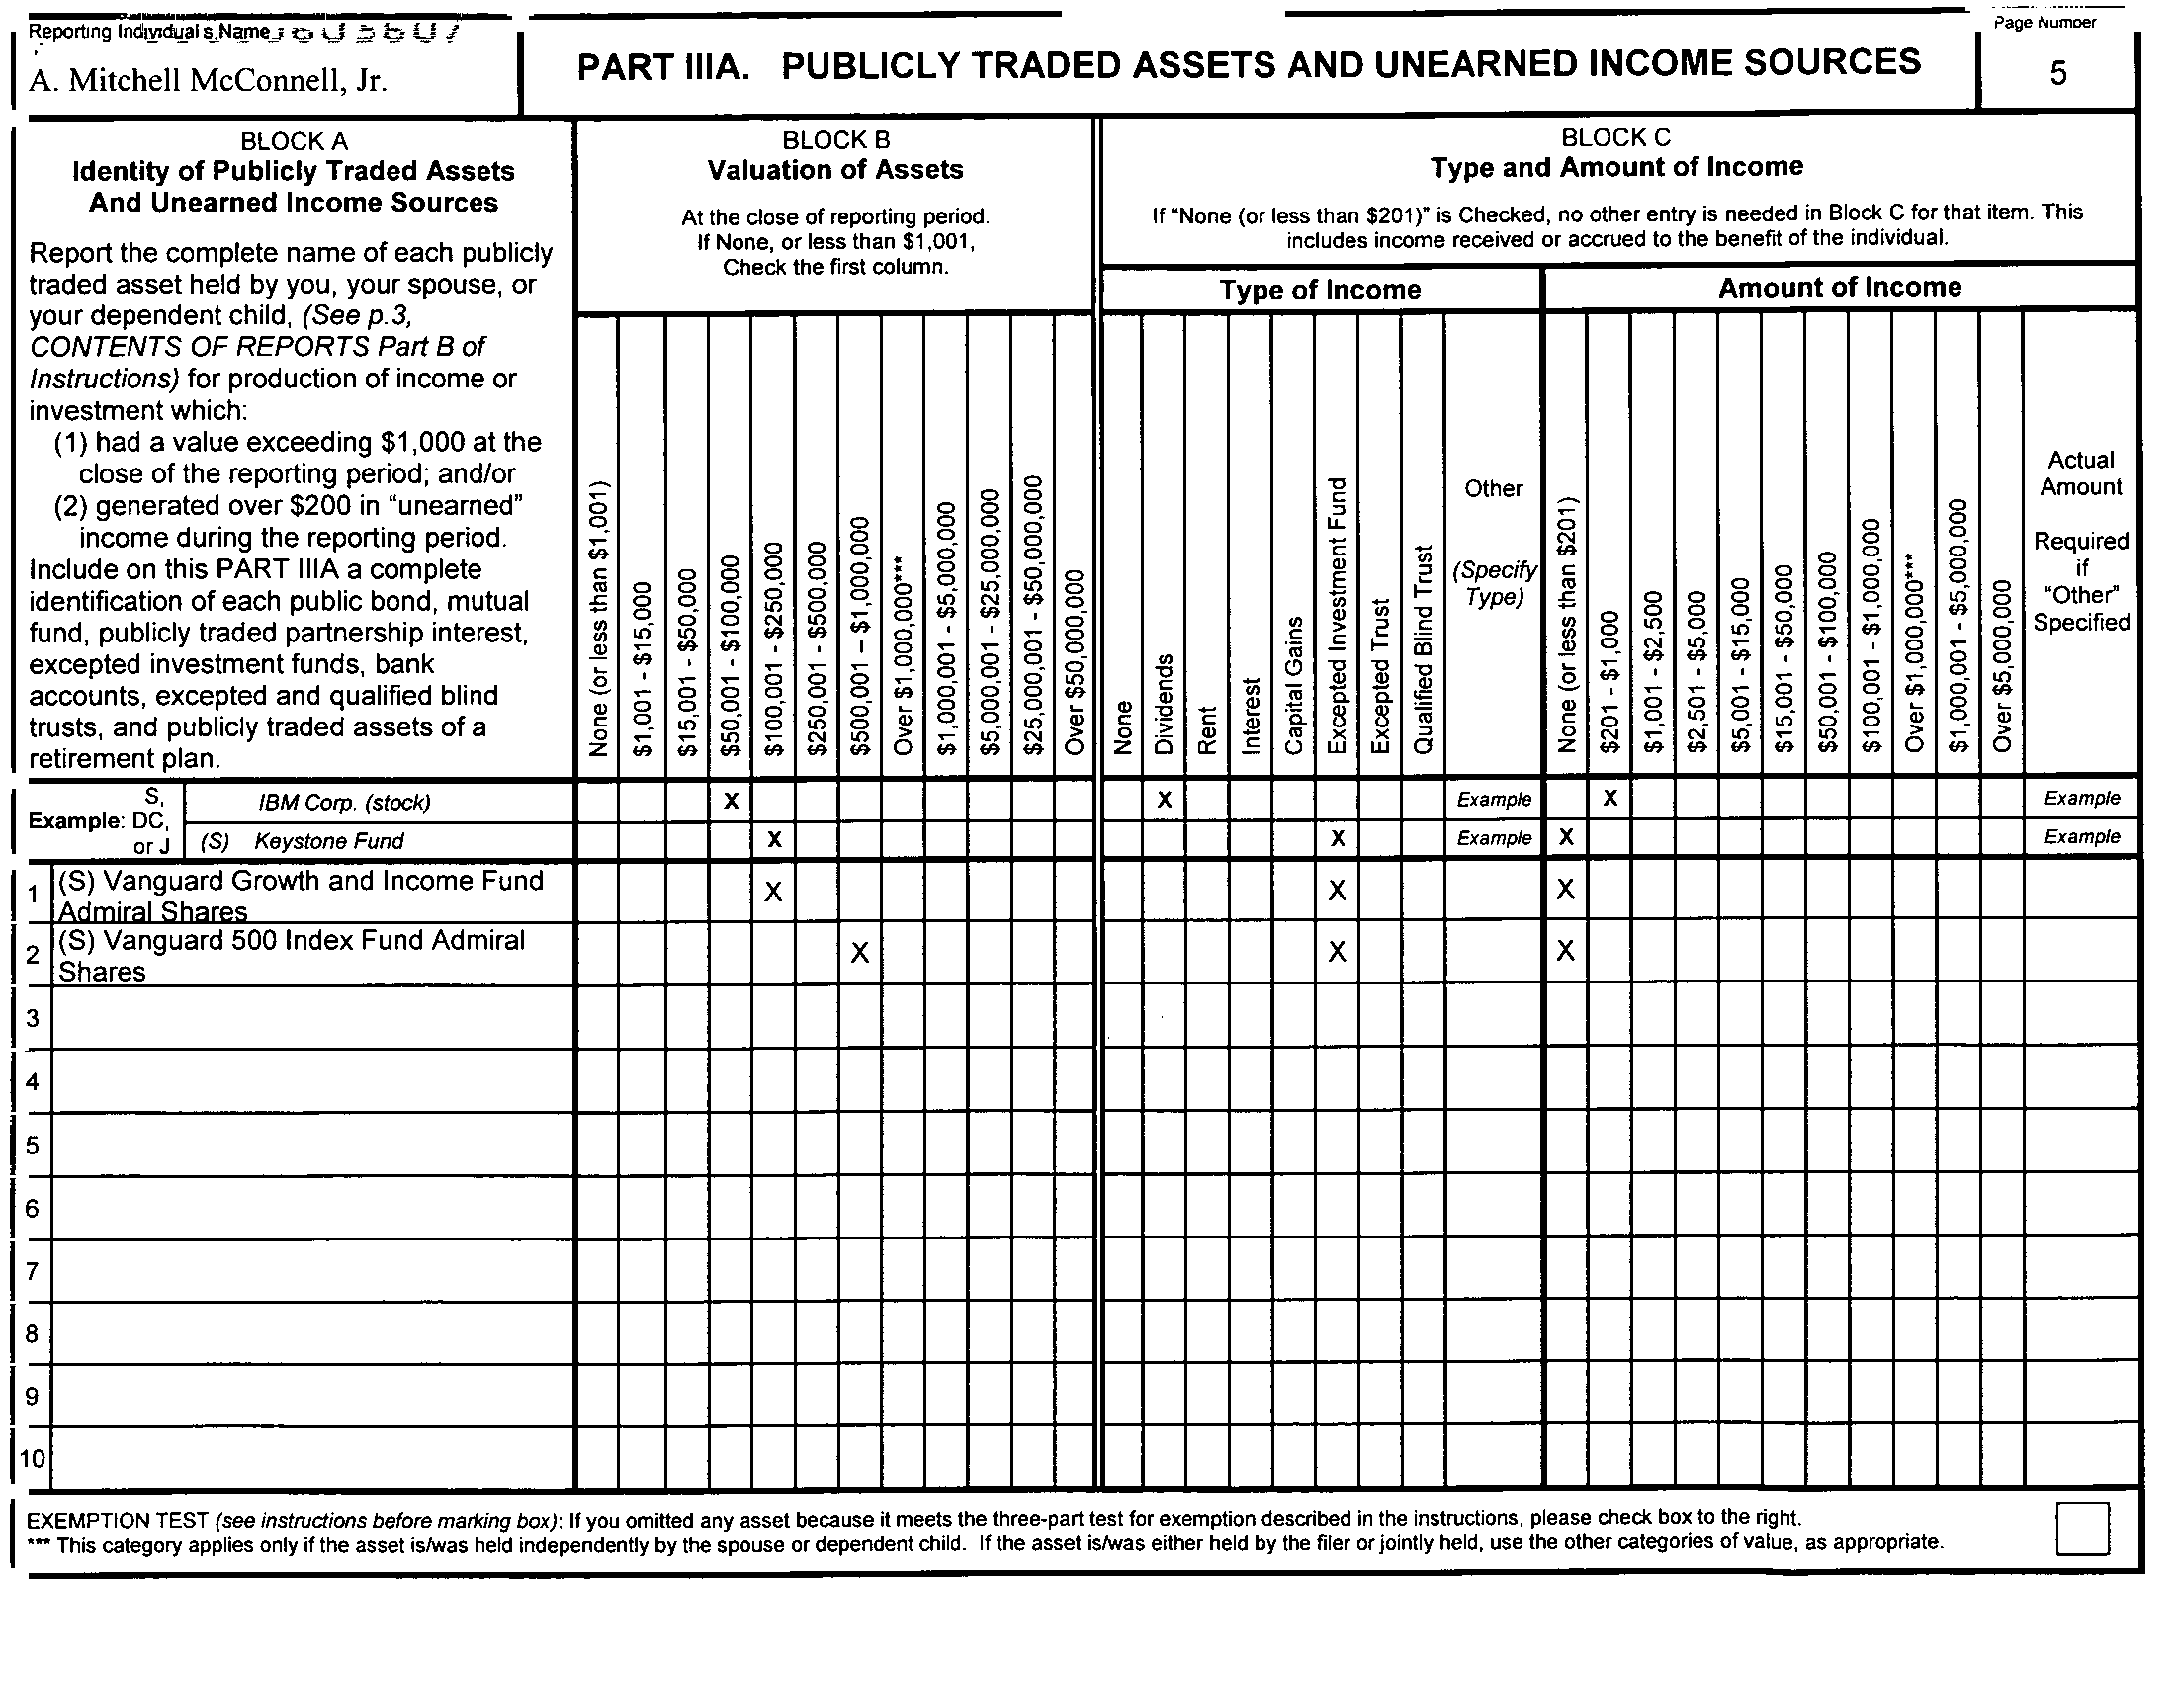 Reporting Individual's Name
A. Mitchell McConnell, Jr.
PART IIIA. PUBLICLY TRADED ASSETS AND UNEARNED INCOME SOURCES
Page Number
5
BLOCK A
Identity of Publicly Traded Assets
And Unearned Income Sources
Report the complete name of each publicly
traded asset held by you, your spouse, or
your dependent child, (See p.3,
CONTENTS OF REPORTS Part B of
Instructions) for production of income or
investment which:
(1) had a value exceeding $1,000 at the
close of the reporting period; and/or
(2) generated over $200 in "unearned"
income during the reporting period.
Include on this PART IIIA a complete
identification of each public bond, mutual
fund, publicly traded partnership interest,
excepted investment funds, bank
accounts, excepted and qualified blind
trusts, and publicly traded assets of a
retirement plan.
BLOCK B
Valuation of Assets
At the close of reporting period.
If None, or less than $1,001,
Check the first column.
None (or less than $1,001)
$1,001 - $15,000
$15,001 - $50,000
$50,001 - $100,000
$100,001 - $250,000
$250,001 - $500,000
$500,001 – $1,000,000
Over $1,000,000***
$1,000,001 - $5,000,000
$5,000,001 - $25,000,000
$25,000,001 - $50,000,000
Over $50,000,000
BLOCK C
Type and Amount of Income
If "None (or less than $201)" is Checked, no other entry is needed in Block C for that item. This
includes income received or accrued to the benefit of the individual.
Type of Income
None
Dividends
Rent
Interest
Capital Gains
Excepted Investment Fund
Excepted Trust
Qualified Blind Trust
Other
(Specify
Type)
Amount of Income
None (or less than $201)
$201 - $1,000
$1,001 - $2,500
$2,501 - $5,000
$5,001 - $15,000
$15,001 - $50,000
$50,001 - $100,000
$100,001 - $1,000,000
Over $1,000,000***
$1,000,001 - $5,000,000
Over $5,000,000
Actual
Amount
Required
if
"Other"
Specified
Example: S, DC, or J
IBM Corp. (stock) X X Example X Example
(S) Keystone Fund X X Example X Example
1 (S) Vanguard Growth and Income Fund
Admiral Shares X X X
2 (S) Vanguard 500 Index Fund Admiral
Shares X X X
3
4
5
6
7
8
9
10
EXEMPTION TEST (see instructions before marking box): If you omitted any asset because it meets the three-part test for exemption described in the instructions, please check box to the right.
*** This category applies only if the asset is/was held independently by the spouse or dependent child. If the asset is/was either held by the filer or jointly held, use the other categories of value, as appropriate.